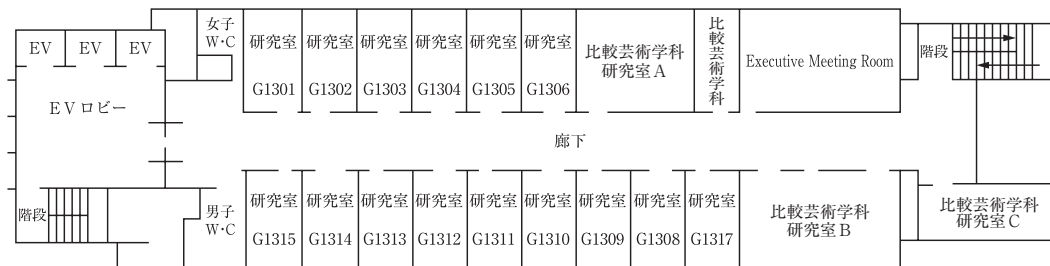 EV
EV
EV
EVロビー
階段
女子
W・C
研究室
G1301
研究室
G1302
研究室
G1303
研究室
G1304
研究室
G1305
研究室
G1306
比較芸術学科
研究室A
比較芸術学科
Executive Meeting Room
階段
廊下
男子
W・C
研究室
G1315
研究室
G1314
研究室
G1313
研究室
G1312
研究室
G1311
研究室
G1310
研究室
G1309
研究室
G1308
研究室
G1317
比較芸術学科
研究室B
比較芸術学科
研究室C